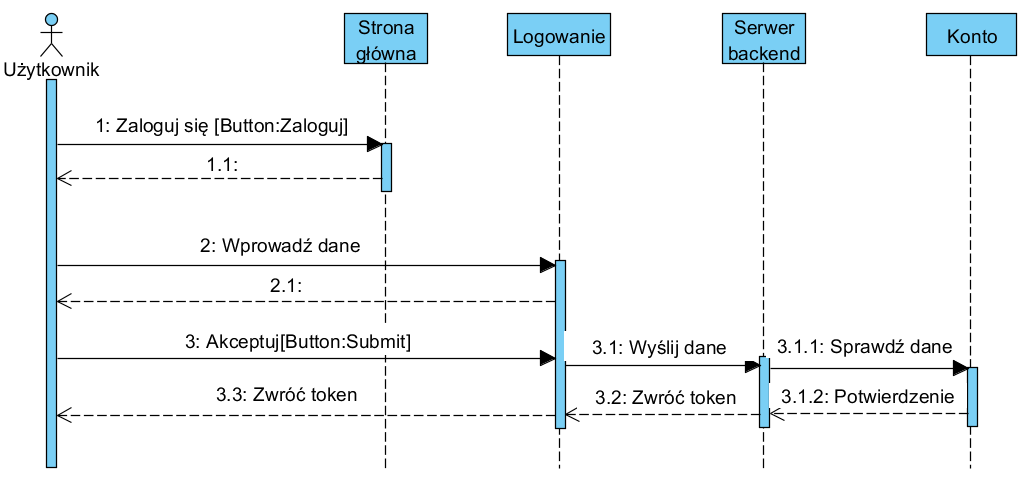 Użytkownik
Strona
główna
Logowanie
Serwer
backend
Konto
1: Zaloguj się [Button:Zaloguj]
1.1:
2: Wprowadź dane
2.1:
3: Akceptuj[Button:Submit]
3.1: Wyślij dane
3.1.1: Sprawdź dane
3.3: Zwróć token
3.2: Zwróć token
3.1.2: Potwierdzenie